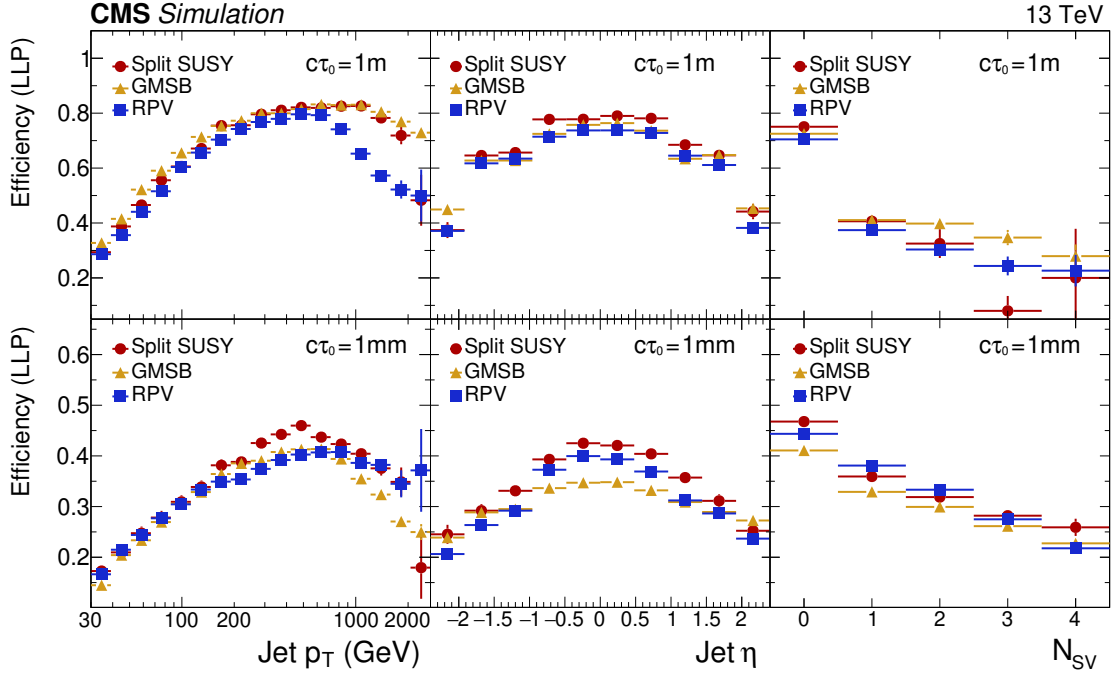 CMS Simulation 13 TeV
Efficiency (LLP)
1
0.8
0.6
0.4
0.2
Split SUSY
GMSB
RPV
cτ₀ = 1m
Split SUSY
GMSB
RPV
cτ₀ = 1m
Split SUSY
GMSB
RPV
cτ₀ = 1m
Efficiency (LLP)
0.6
0.5
0.4
0.3
0.2
Split SUSY
GMSB
RPV
cτ₀ = 1mm
Split SUSY
GMSB
RPV
cτ₀ = 1mm
Split SUSY
GMSB
RPV
cτ₀ = 1mm
30 100 200 1000 2000
Jet p_T (GeV)
−2 −1.5 −1 −0.5 0 0.5 1 1.5 2
Jet η
0 1 2 3 4
N_SV